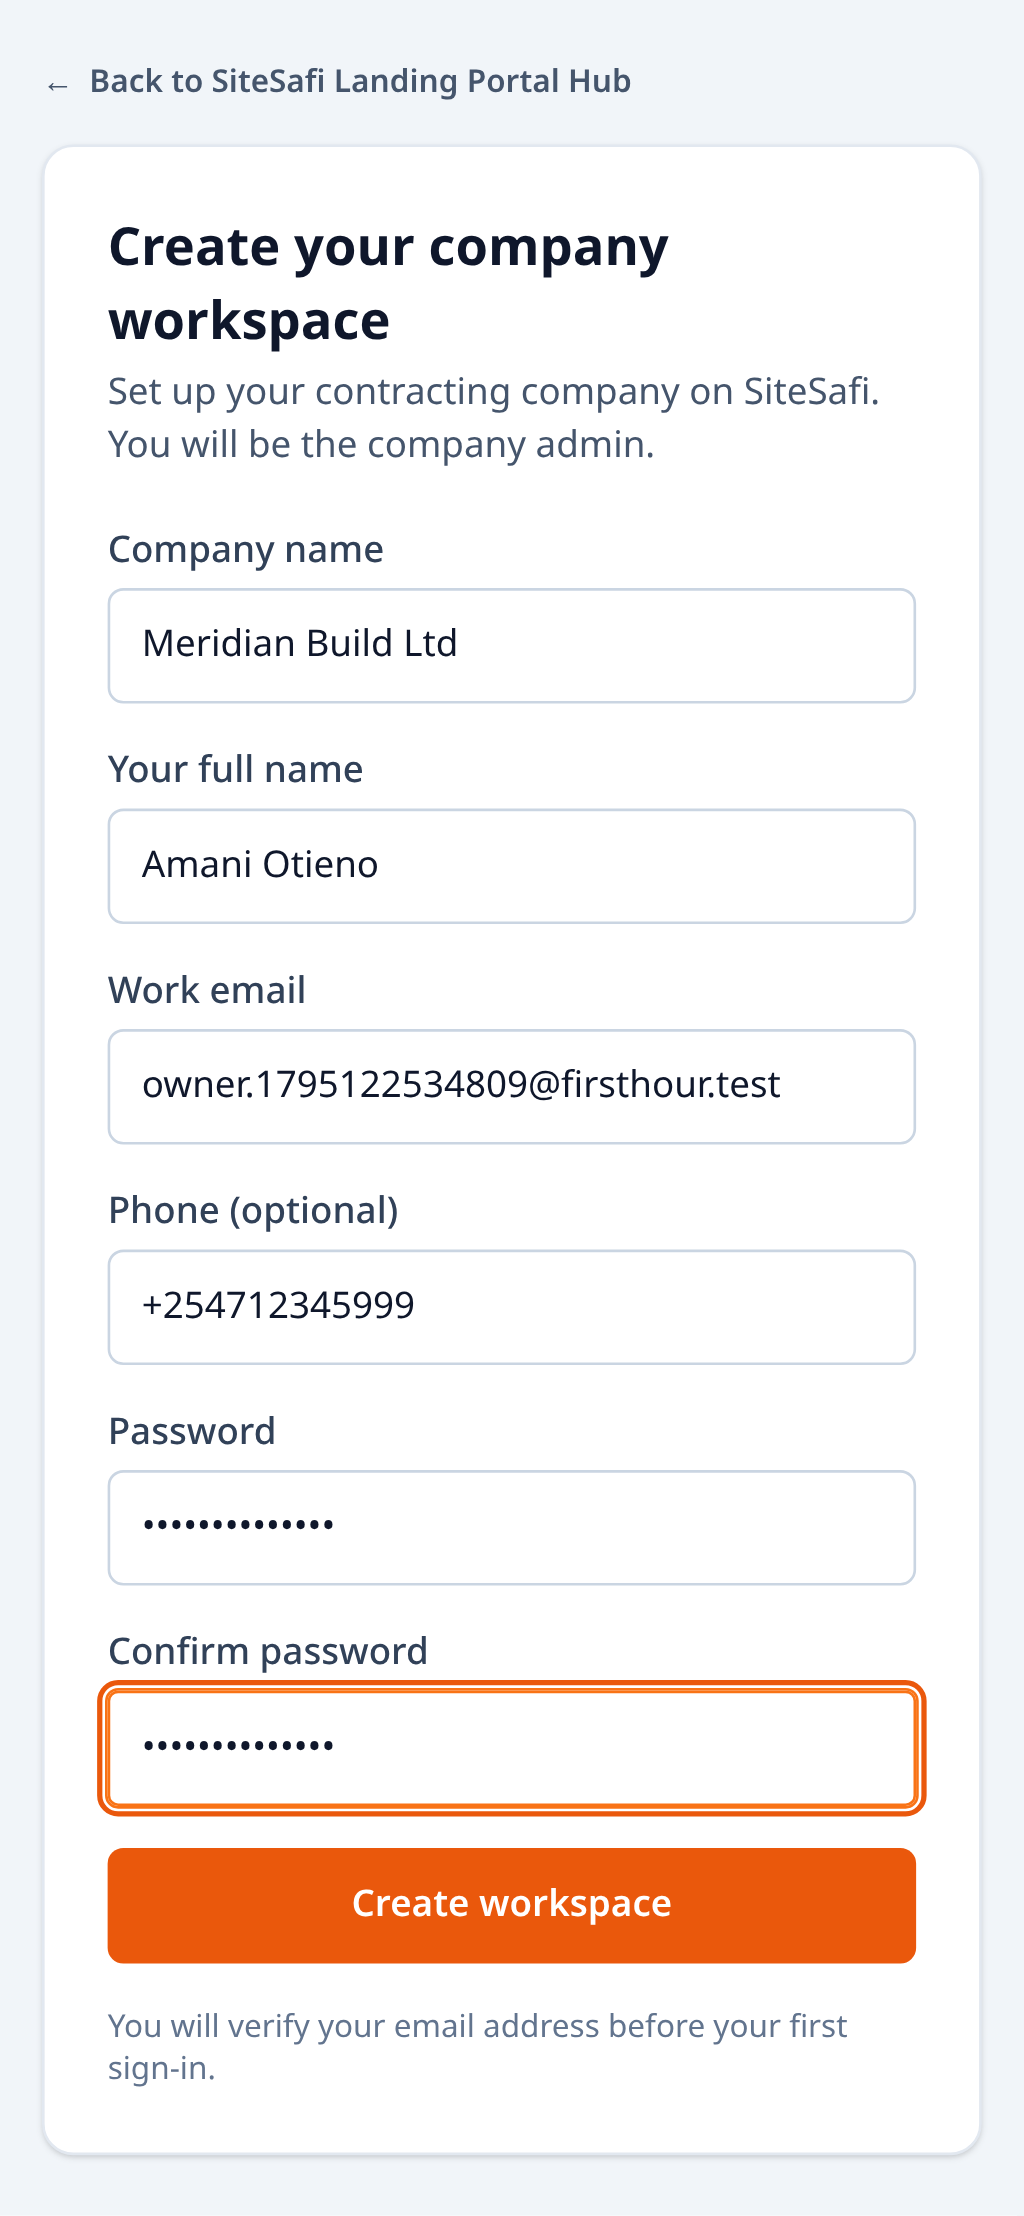 ← Back to SiteSafi Landing Portal Hub
Create your company
workspace
Set up your contracting company on SiteSafi.
You will be the company admin.
Company name
Meridian Build Ltd
Your full name
Amani Otieno
Work email
owner.1795122534809@firsthour.test
Phone (optional)
+254712345999
Password
••••••••••••••
Confirm password
••••••••••••••
Create workspace
You will verify your email address before your first
sign-in.